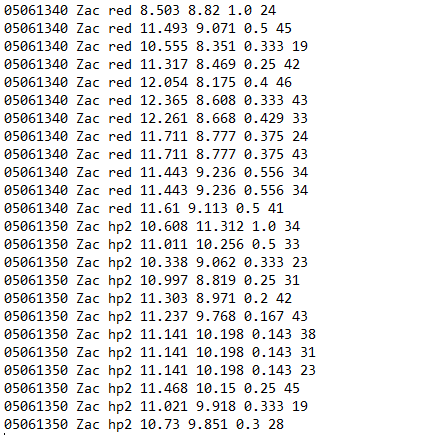 05061340 Zac red 8.503 8.82 1.0 24
05061340 Zac red 11.493 9.071 0.5 45
05061340 Zac red 10.555 8.351 0.333 19
05061340 Zac red 11.317 8.469 0.25 42
05061340 Zac red 12.054 8.175 0.4 46
05061340 Zac red 12.365 8.608 0.333 43
05061340 Zac red 12.261 8.668 0.429 33
05061340 Zac red 11.711 8.777 0.375 24
05061340 Zac red 11.711 8.777 0.375 43
05061340 Zac red 11.443 9.236 0.556 34
05061340 Zac red 11.443 9.236 0.556 34
05061340 Zac red 11.61 9.113 0.5 41
05061350 Zac hp2 10.608 11.312 1.0 34
05061350 Zac hp2 11.011 10.256 0.5 33
05061350 Zac hp2 10.338 9.062 0.333 23
05061350 Zac hp2 10.997 8.819 0.25 31
05061350 Zac hp2 11.303 8.971 0.2 42
05061350 Zac hp2 11.237 9.768 0.167 43
05061350 Zac hp2 11.141 10.198 0.143 38
05061350 Zac hp2 11.141 10.198 0.143 31
05061350 Zac hp2 11.141 10.198 0.143 23
05061350 Zac hp2 11.468 10.15 0.25 45
05061350 Zac hp2 11.021 9.918 0.333 19
05061350 Zac hp2 10.73 9.851 0.3 28